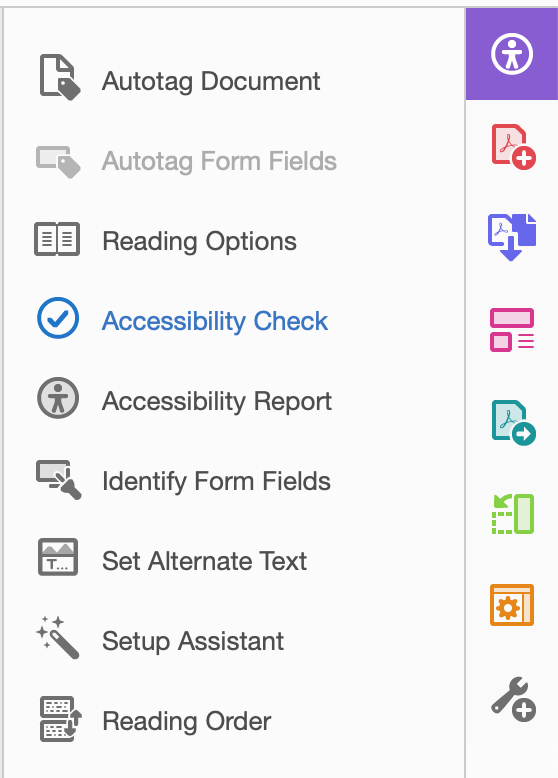 Autotag Document
Autotag Form Fields
Reading Options
Accessibility Check
Accessibility Report
Identify Form Fields
T...
Set Alternate Text
Setup Assistant
Reading Order